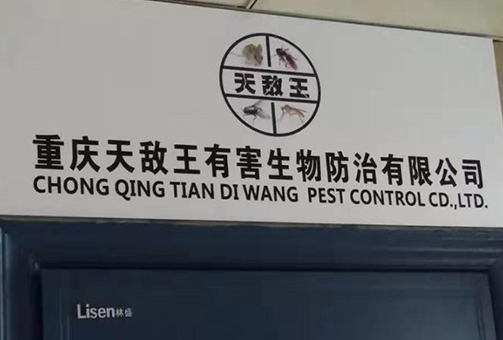 天敌王
重庆天敌王有害生物防治有限公司
CHONG QING TIAN DI WANG PEST CONTROL CD.,LTD.
Lisen林盛